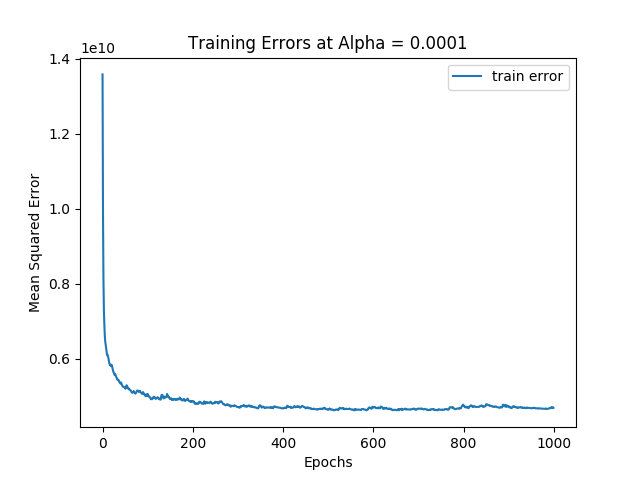 Training Errors at Alpha = 0.0001
1e10
1.4
1.2
1.0
0.8
0.6
Mean Squared Error
train error
0 200 400 600 800 1000
Epochs